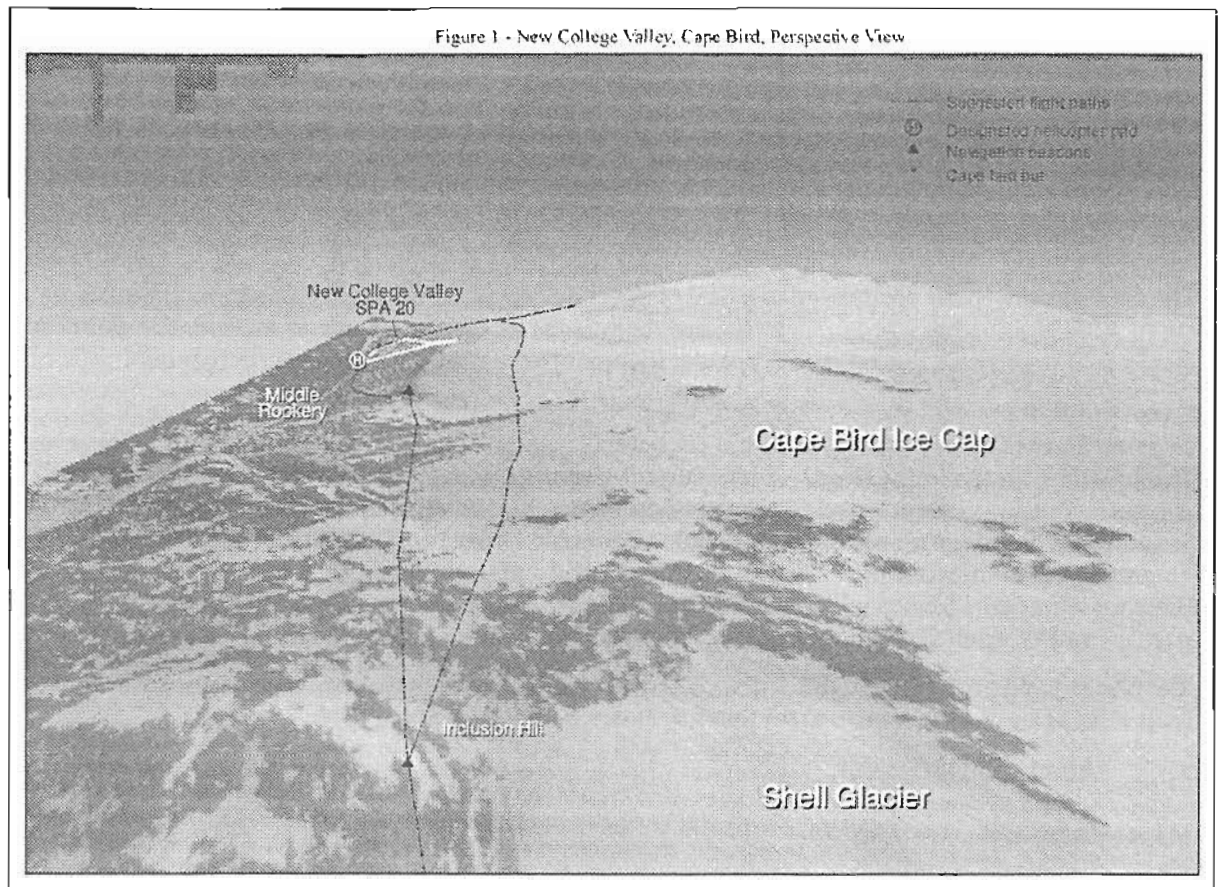 Figure 1 - New College Valley, Cape Bird, Perspective View
Suggested flight paths
H Designated helicopter pad
Navigation beacons
Cape Bird hut
New College Valley
SPA 20
H
Middle
Rookery
Cape Bird Ice Cap
Inclusion Hill
Shell Glacier